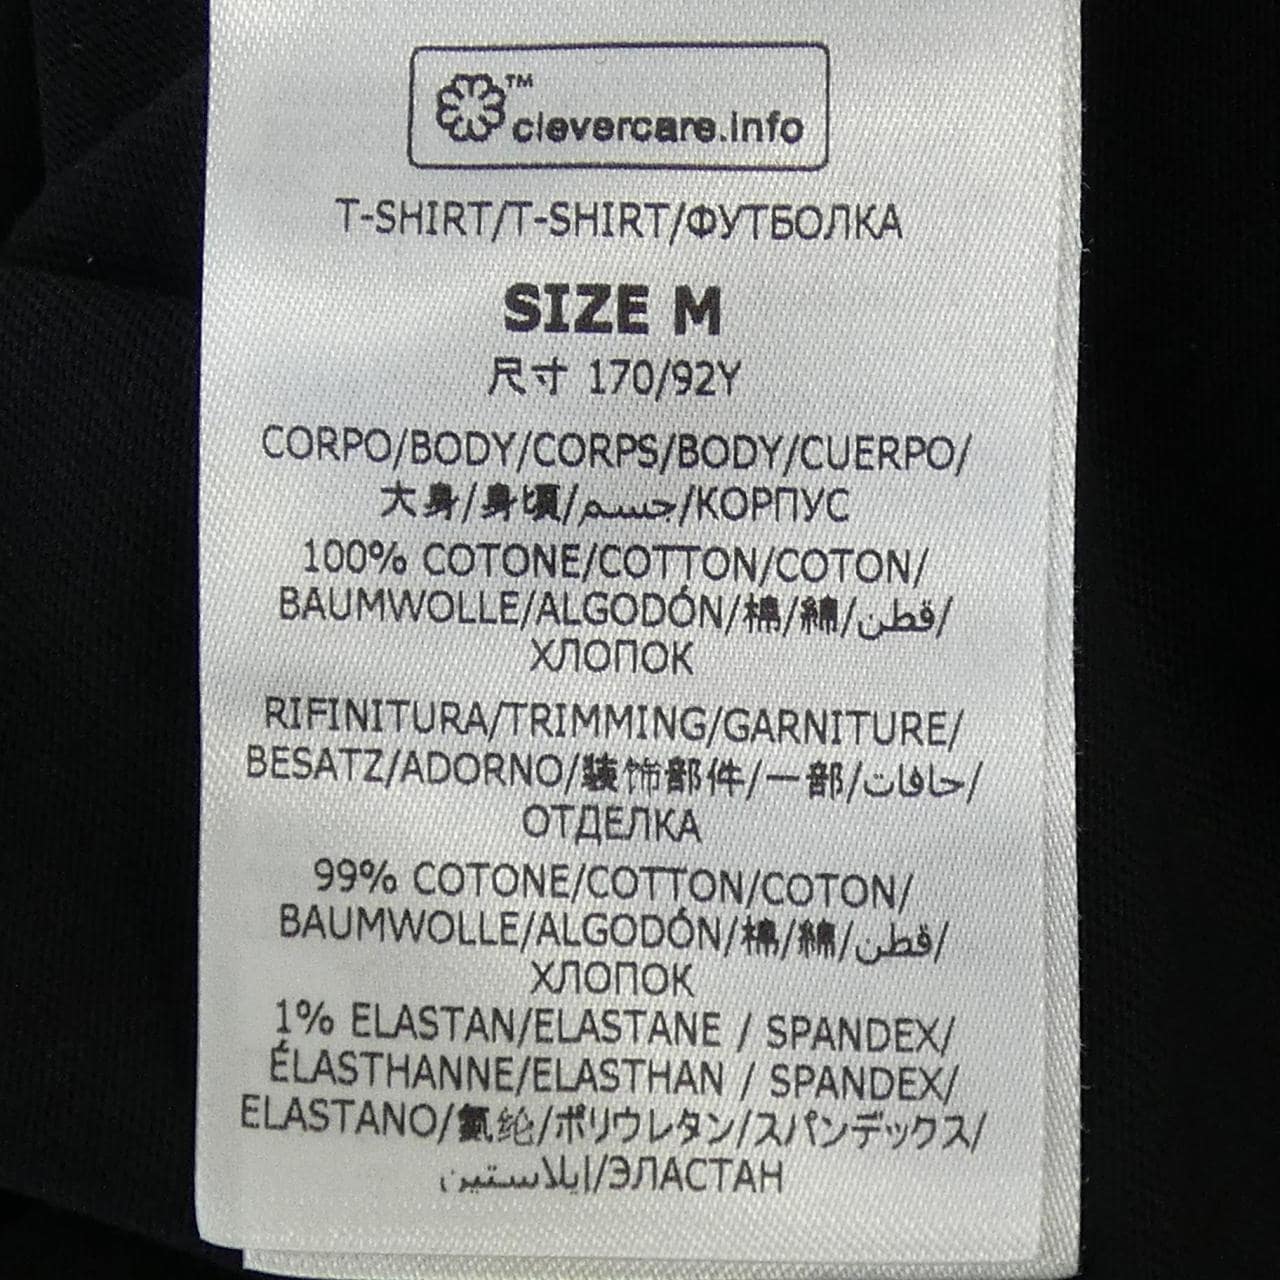 ™
clevercare.info
T-SHIRT/T-SHIRT/ФУТБОЛКА
SIZE M
尺寸 170/92Y
CORPO/BODY/CORPS/BODY/CUERPO/
大身/身頃/جسم/КОРПУС
100% COTONE/COTTON/COTON/
BAUMWOLLE/ALGODÓN/棉/綿/قطن/
ХЛОПОК
RIFINITURA/TRIMMING/GARNITURE/
BESATZ/ADORNO/装饰部件/一部/حافات/
ОТДЕЛКА
99% COTONE/COTTON/COTON/
BAUMWOLLE/ALGODÓN/棉/綿/قطن/
ХЛОПОК
1% ELASTAN/ELASTANE / SPANDEX/
ÉLASTHANNE/ELASTHAN / SPANDEX/
ELASTANO/氨纶/ポリウレタン/スパンデックス/
ايلاستين/ЭЛАСТАН